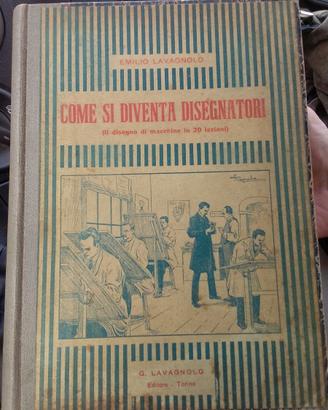 EMILIO LAVAGNOLO
COME SI DIVENTA DISEGNATORI
(Il disegno di macchine in 20 lezioni)
G. LAVAGNOLO
Editore - Torino